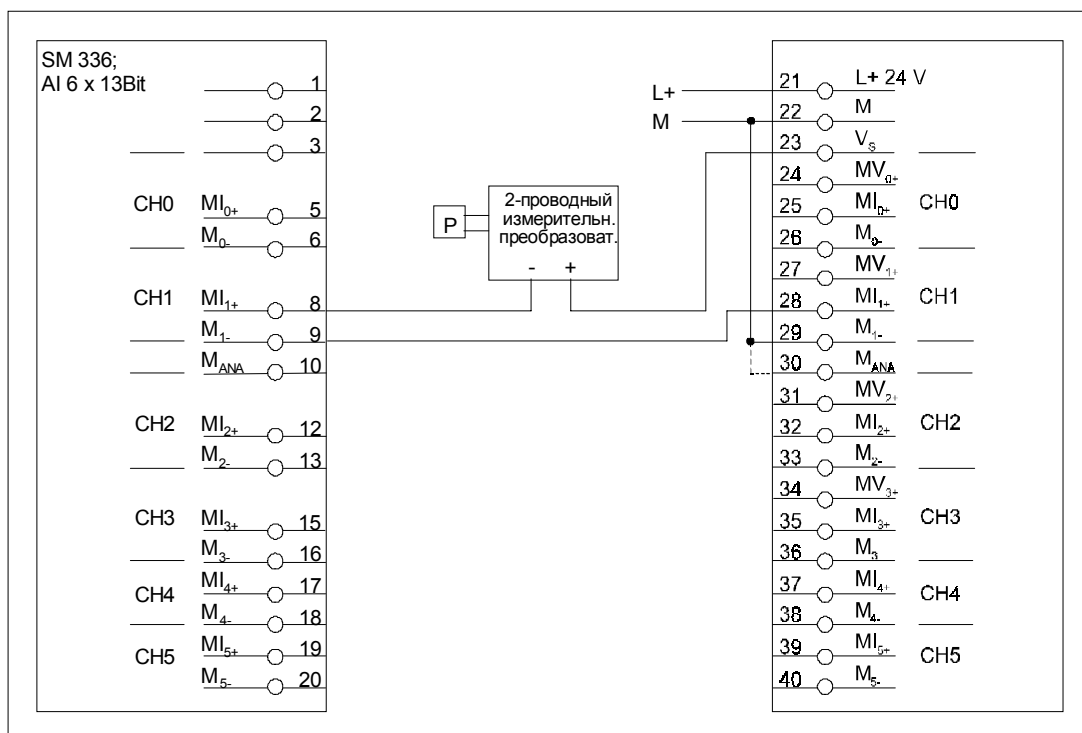 SM 336;
AI 6 x 13Bit
1
2
3
CH0 MI0+ 5
M0- 6
CH1 MI1+ 8
M1- 9
MANA 10
CH2 MI2+ 12
M2- 13
CH3 MI3+ 15
M3- 16
CH4 MI4+ 17
M4- 18
CH5 MI5+ 19
M5- 20
P
2-проводный
измерительн.
преобразоват.
- +
L+
M
21 L+ 24 V
22 M
23 VS
24 MV0+
25 MI0+ CH0
26 M0-
27 MV1+
28 MI1+ CH1
29 M1-
30 MANA
31 MV2+
32 MI2+ CH2
33 M2-
34 MV3+
35 MI3+ CH3
36 M3
37 MI4+ CH4
38 M4-
39 MI5+ CH5
40 M5-